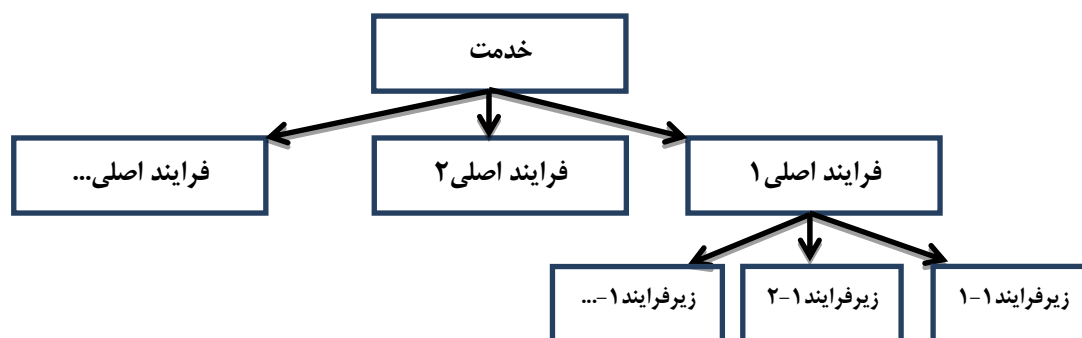 خدمت
فرایند اصلی۱
فرایند اصلی۲
فرایند اصلی...
زیرفرایند۱-۱
زیرفرایند۱-۲
زیرفرایند۱-...